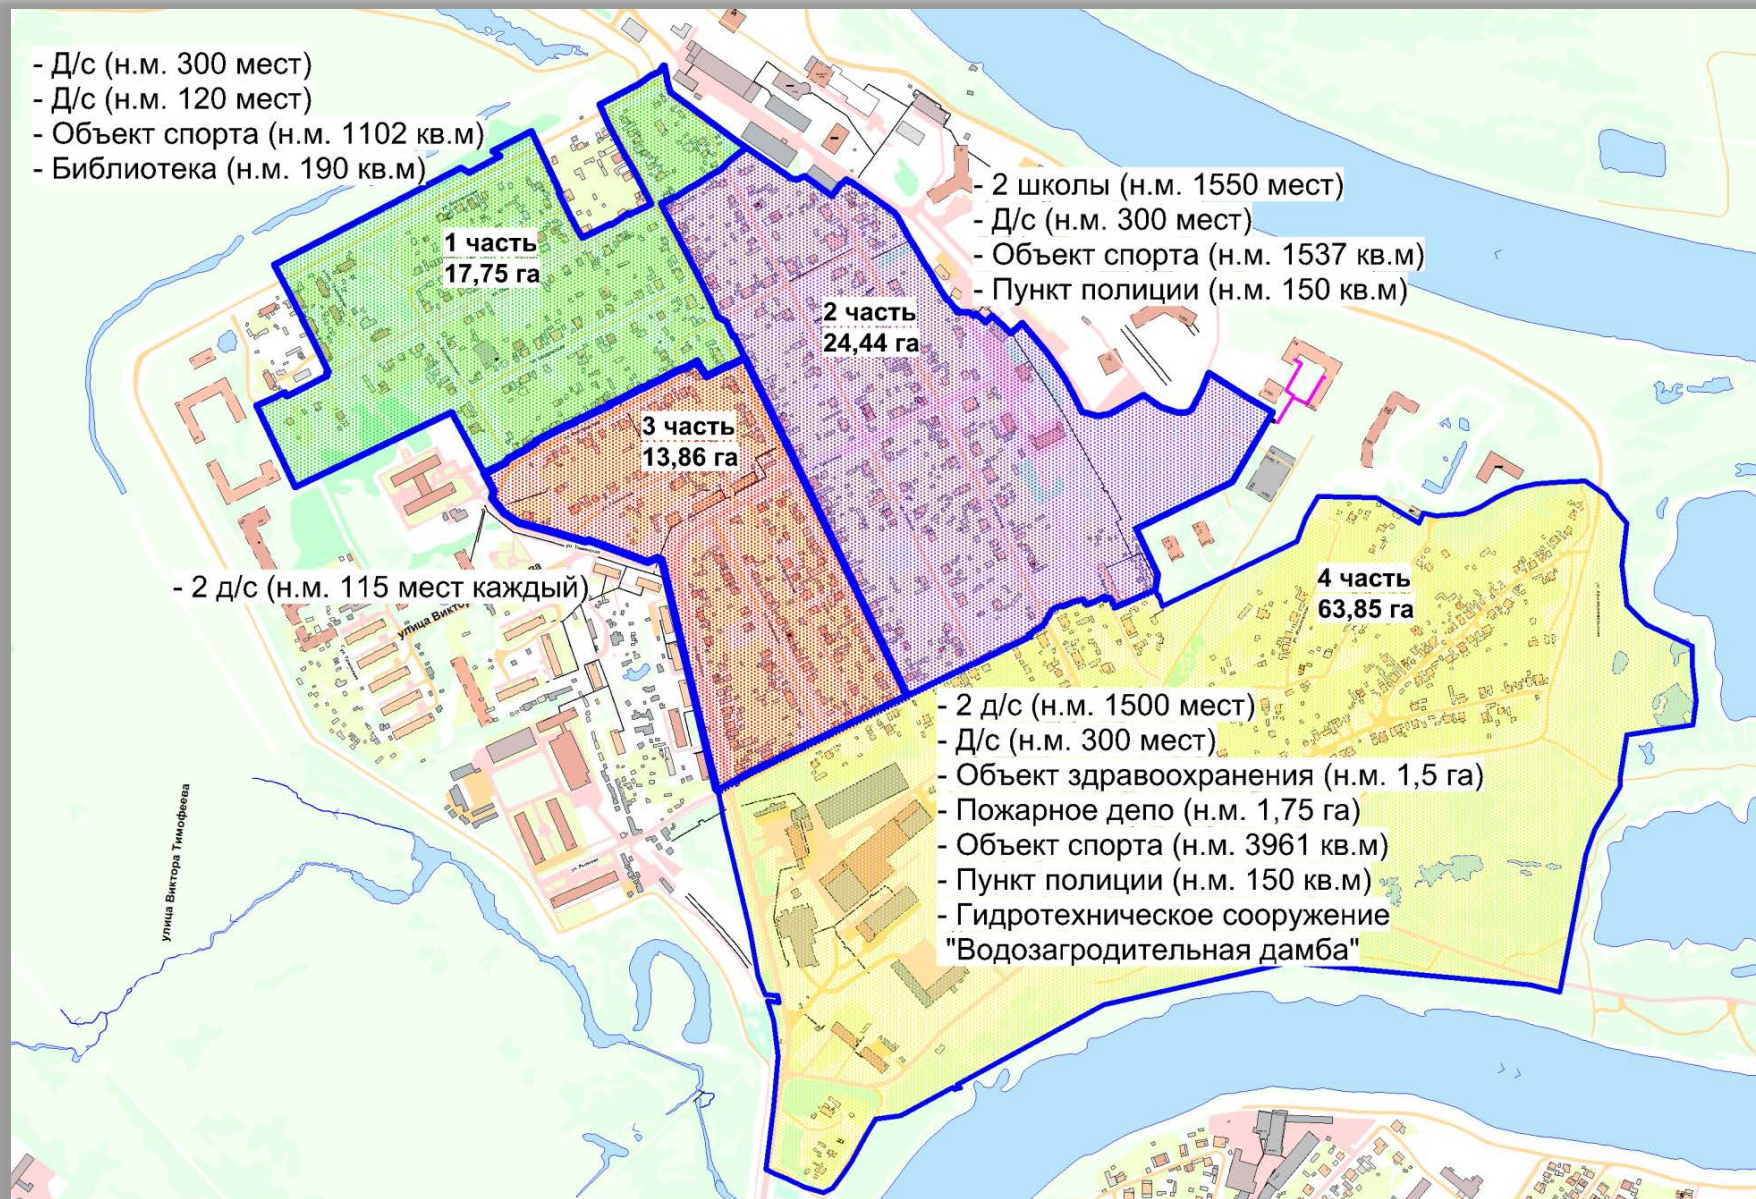 - Д/с (н.м. 300 мест)
- Д/с (н.м. 120 мест)
- Объект спорта (н.м. 1102 кв.м)
- Библиотека (н.м. 190 кв.м)
- 2 школы (н.м. 1550 мест)
- Д/с (н.м. 300 мест)
- Объект спорта (н.м. 1537 кв.м)
- Пункт полиции (н.м. 150 кв.м)
1 часть
17,75 га
2 часть
24,44 га
3 часть
13,86 га
4 часть
63,85 га
- 2 д/с (н.м. 115 мест каждый)
улица Викто
- 2 д/с (н.м. 1500 мест)
- Д/с (н.м. 300 мест)
- Объект здравоохранения (н.м. 1,5 га)
- Пожарное депо (н.м. 1,75 га)
- Объект спорта (н.м. 3961 кв.м)
- Пункт полиции (н.м. 150 кв.м)
- Гидротехническое сооружение
"Водозагродительная дамба"
улица Виктора Тимофеева